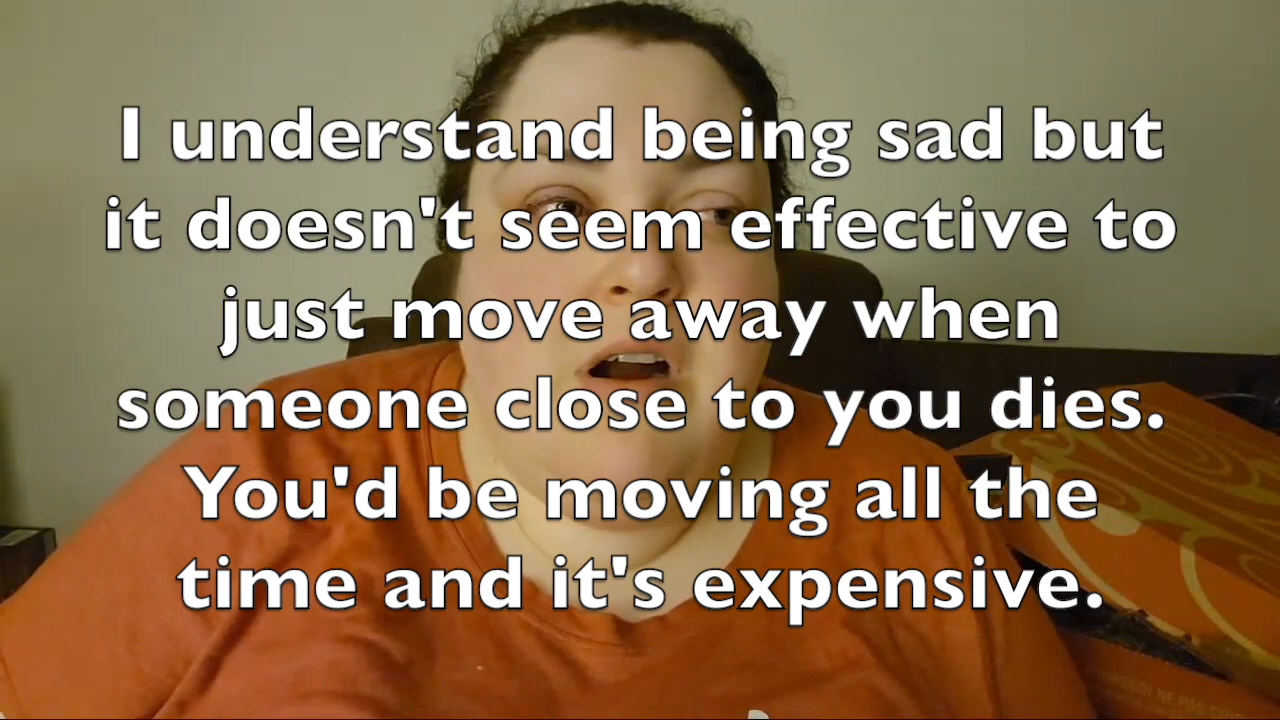 I understand being sad but
it doesn't seem effective to
just move away when
someone close to you dies.
You'd be moving all the
time and it's expensive.